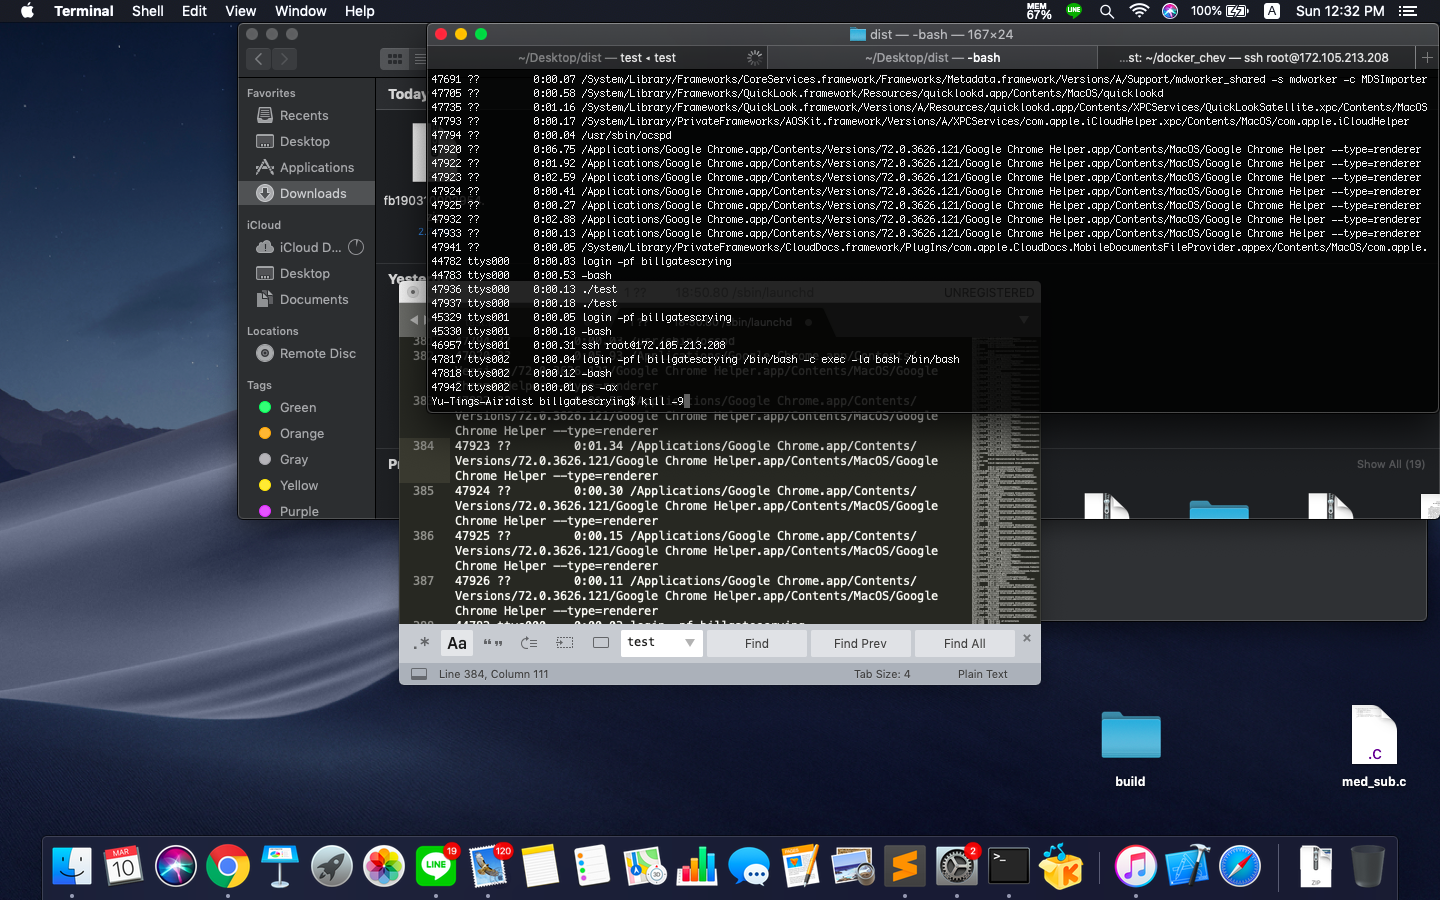 Terminal Shell Edit View Window Help
MEM 67% LINE 100% A Sun 12:32 PM
dist — -bash — 167×24
~/Desktop/dist — test ◂ test
~/Desktop/dist — -bash
...st: ~/docker_chev — ssh root@172.105.213.208
47691 ?? 0:00.07 /System/Library/Frameworks/CoreServices.framework/Frameworks/Metadata.framework/Versions/A/Support/mdworker_shared -s mdworker -c MDSImporter
47705 ?? 0:00.58 /System/Library/Frameworks/QuickLook.framework/Resources/quicklookd.app/Contents/MacOS/quicklookd
47735 ?? 0:01.16 /System/Library/Frameworks/QuickLook.framework/Versions/A/Resources/quicklookd.app/Contents/XPCServices/QuickLookSatellite.xpc/Contents/MacOS
47793 ?? 0:00.17 /System/Library/PrivateFrameworks/AOSKit.framework/Versions/A/XPCServices/com.apple.iCloudHelper.xpc/Contents/MacOS/com.apple.iCloudHelper
47794 ?? 0:00.04 /usr/sbin/ocspd
47920 ?? 0:06.75 /Applications/Google Chrome.app/Contents/Versions/72.0.3626.121/Google Chrome Helper.app/Contents/MacOS/Google Chrome Helper --type=renderer
47922 ?? 0:01.92 /Applications/Google Chrome.app/Contents/Versions/72.0.3626.121/Google Chrome Helper.app/Contents/MacOS/Google Chrome Helper --type=renderer
47923 ?? 0:02.59 /Applications/Google Chrome.app/Contents/Versions/72.0.3626.121/Google Chrome Helper.app/Contents/MacOS/Google Chrome Helper --type=renderer
47924 ?? 0:00.41 /Applications/Google Chrome.app/Contents/Versions/72.0.3626.121/Google Chrome Helper.app/Contents/MacOS/Google Chrome Helper --type=renderer
47925 ?? 0:00.27 /Applications/Google Chrome.app/Contents/Versions/72.0.3626.121/Google Chrome Helper.app/Contents/MacOS/Google Chrome Helper --type=renderer
47932 ?? 0:02.88 /Applications/Google Chrome.app/Contents/Versions/72.0.3626.121/Google Chrome Helper.app/Contents/MacOS/Google Chrome Helper --type=renderer
47933 ?? 0:00.13 /Applications/Google Chrome.app/Contents/Versions/72.0.3626.121/Google Chrome Helper.app/Contents/MacOS/Google Chrome Helper --type=renderer
47941 ?? 0:00.05 /System/Library/PrivateFrameworks/CloudDocs.framework/PlugIns/com.apple.CloudDocs.MobileDocumentsFileProvider.appex/Contents/MacOS/com.apple.
44782 ttys000 0:00.03 login -pf billgatescrying
44783 ttys000 0:00.53 -bash
47936 ttys000 0:00.13 ./test
47937 ttys000 0:00.18 ./test
45329 ttys001 0:00.05 login -pf billgatescrying
45330 ttys001 0:00.18 -bash
46957 ttys001 0:00.31 ssh root@172.105.213.208
47817 ttys002 0:00.04 login -pfl billgatescrying /bin/bash -c exec -la bash /bin/bash
47818 ttys002 0:00.12 -bash
47942 ttys002 0:00.01 ps -ax
Yu-Tings-Air:dist billgatescrying$ kill -9
Favorites
Recents
Desktop
Applications
Downloads
iCloud
iCloud D...
Desktop
Documents
Locations
Remote Disc
Tags
Green
Orange
Gray
Yellow
Purple
Today
fb1903
Yeste
Show All (19)
1 ?? 18:50.80 /sbin/launchd
UNREGISTERED
Versions/72.0.3626.121/Google Chrome Helper.app/Contents/MacOS/Google
Chrome Helper --type=renderer
384 47923 ?? 0:01.34 /Applications/Google Chrome.app/Contents/
Versions/72.0.3626.121/Google Chrome Helper.app/Contents/MacOS/Google
Chrome Helper --type=renderer
385 47924 ?? 0:00.30 /Applications/Google Chrome.app/Contents/
Versions/72.0.3626.121/Google Chrome Helper.app/Contents/MacOS/Google
Chrome Helper --type=renderer
386 47925 ?? 0:00.15 /Applications/Google Chrome.app/Contents/
Versions/72.0.3626.121/Google Chrome Helper.app/Contents/MacOS/Google
Chrome Helper --type=renderer
387 47926 ?? 0:00.11 /Applications/Google Chrome.app/Contents/
Versions/72.0.3626.121/Google Chrome Helper.app/Contents/MacOS/Google
Chrome Helper --type=renderer
.* Aa “” test Find Find Prev Find All
Line 384, Column 111 Tab Size: 4 Plain Text
build
.C
med_sub.c
MAR 10
LINE 19
120
2
ZIP